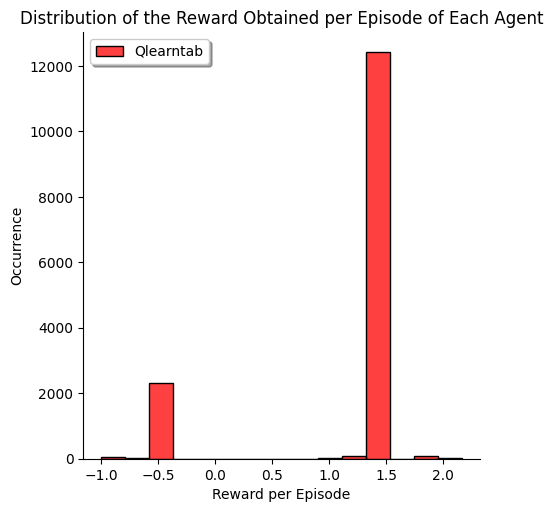 Distribution of the Reward Obtained per Episode of Each Agent
Qlearntab
12000
10000
8000
6000
4000
2000
0
Occurrence
−1.0 −0.5 0.0 0.5 1.0 1.5 2.0
Reward per Episode